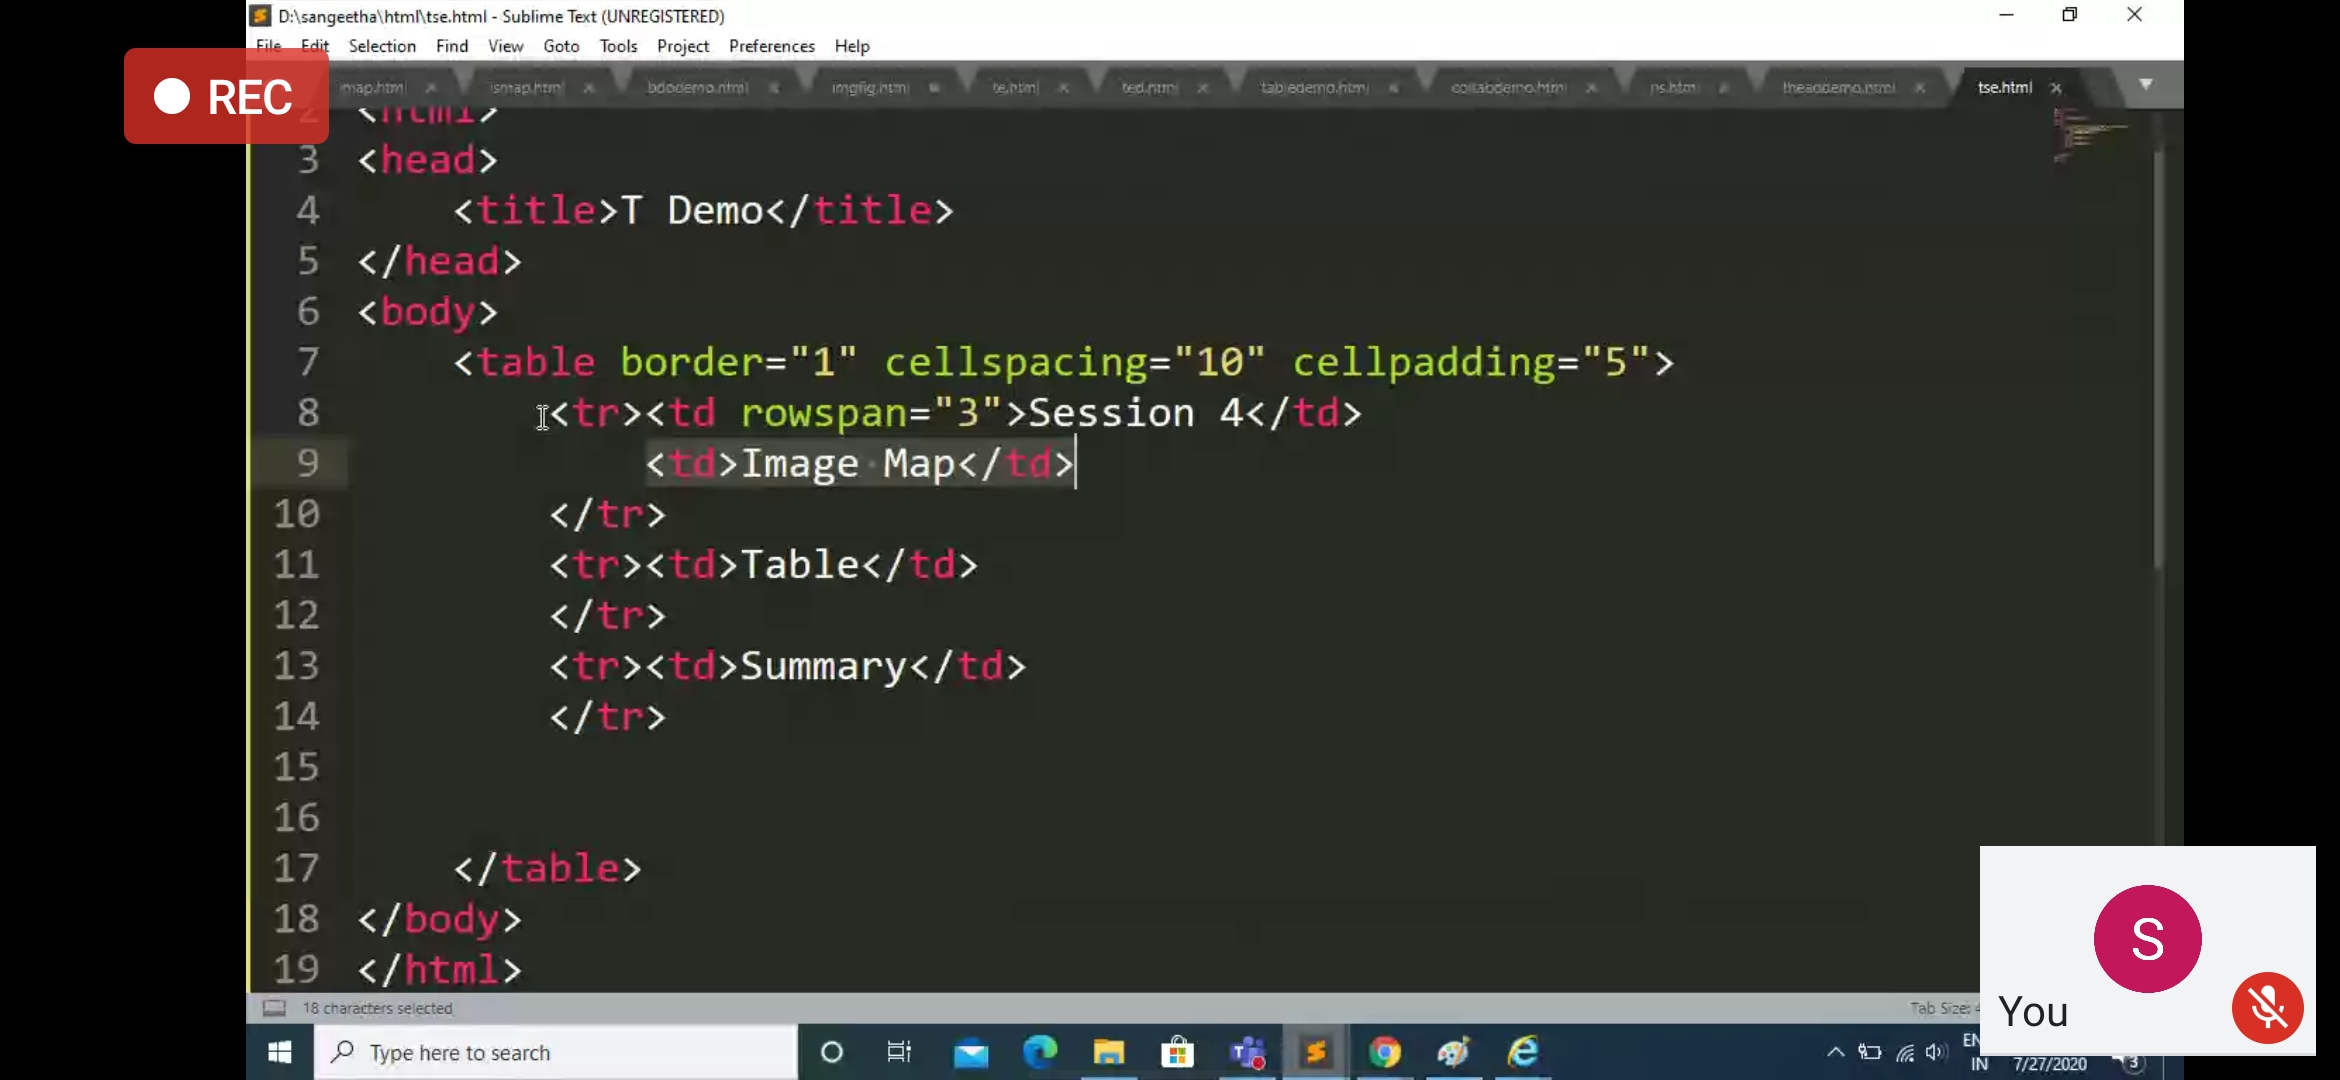 D:\sangeetha\html\tse.html - Sublime Text (UNREGISTERED)
File Edit Selection Find View Goto Tools Project Preferences Help
REC
imap.html ismap.html bdodemo.html imgfig.html te.html ted.html tabledemo.html collabdemo.html ns.html theaddemo.html tse.html
2 <html>
3 <head>
4 <title>T Demo</title>
5 </head>
6 <body>
7 <table border="1" cellspacing="10" cellpadding="5">
8 <tr><td rowspan="3">Session 4</td>
9 <td>Image Map</td>
10 </tr>
11 <tr><td>Table</td>
12 </tr>
13 <tr><td>Summary</td>
14 </tr>
15
16
17 </table>
18 </body>
19 </html>
18 characters selected
Tab Size: 4
S
You
Type here to search
IN 7/27/2020 3